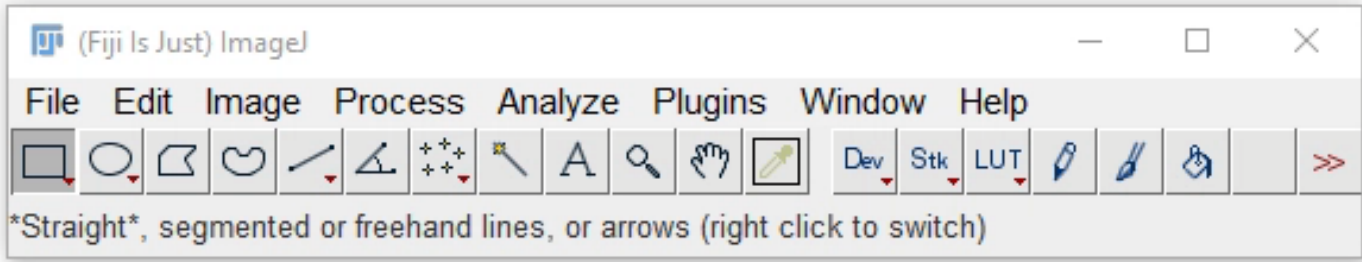 (Fiji Is Just) ImageJ
File Edit Image Process Analyze Plugins Window Help
A Dev Stk LUT >>
*Straight*, segmented or freehand lines, or arrows (right click to switch)